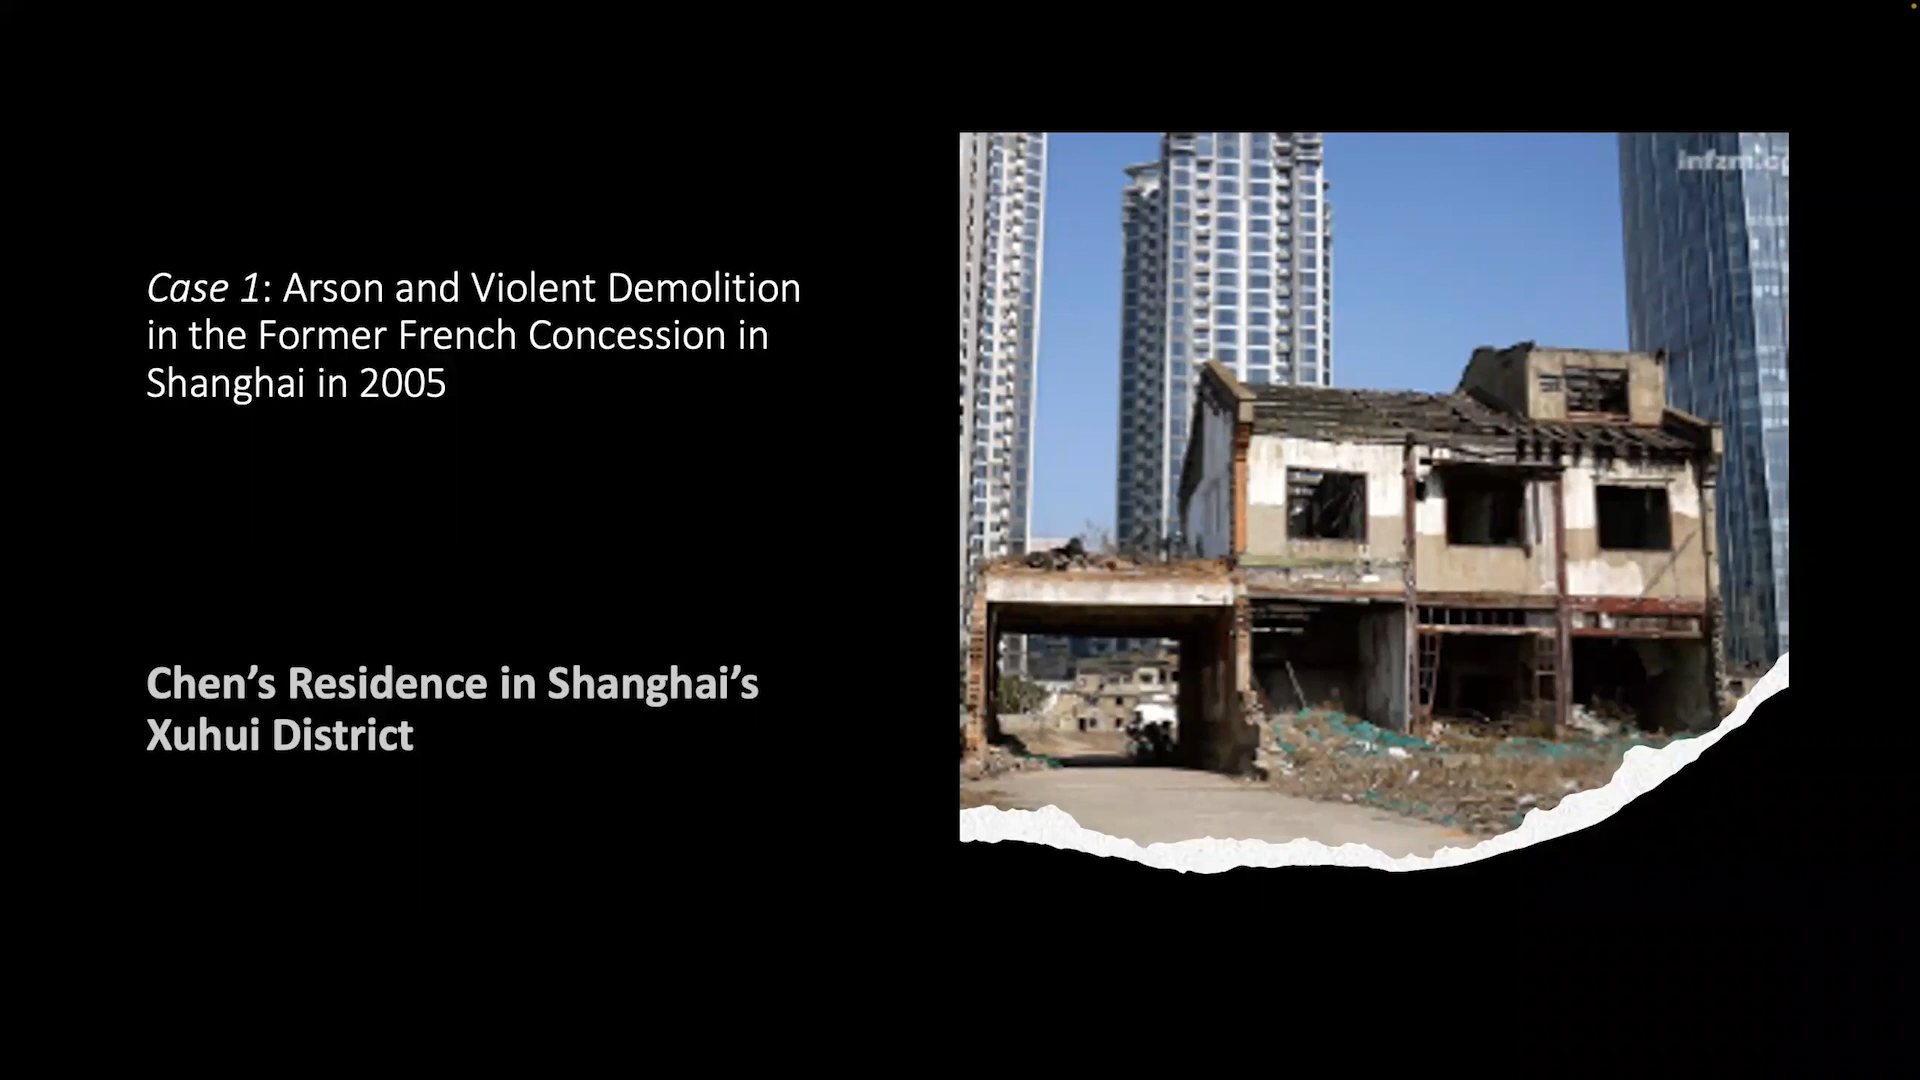 Case 1: Arson and Violent Demolition
in the Former French Concession in
Shanghai in 2005
Chen’s Residence in Shanghai’s
Xuhui District